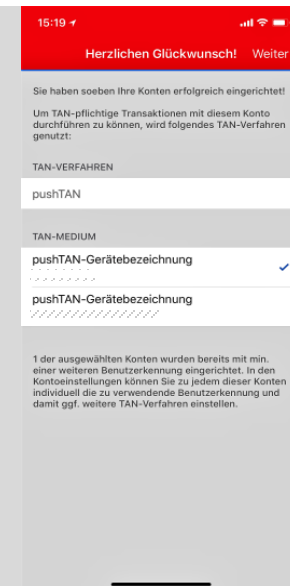 15:19
Herzlichen Glückwunsch! Weiter
Sie haben soeben Ihre Konten erfolgreich eingerichtet!
Um TAN-pflichtige Transaktionen mit diesem Konto
durchführen zu können, wird folgendes TAN-Verfahren
genutzt:
TAN-VERFAHREN
pushTAN
TAN-MEDIUM
pushTAN-Gerätebezeichnung
pushTAN-Gerätebezeichnung
1 der ausgewählten Konten wurden bereits mit min.
einer weiteren Benutzerkennung eingerichtet. In den
Kontoeinstellungen können Sie zu jedem dieser Konten
individuell die zu verwendende Benutzerkennung und
damit ggf. weitere TAN-Verfahren einstellen.